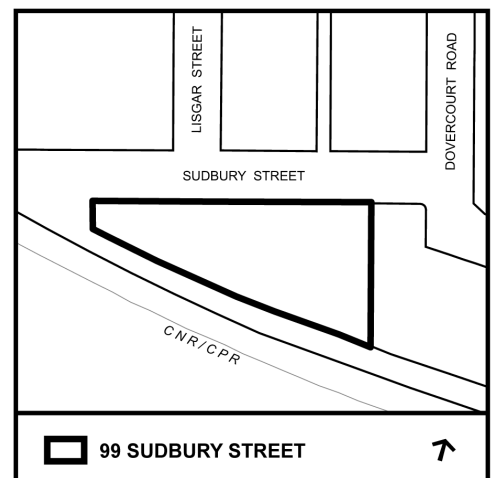 LISGAR STREET
DOVERCOURT ROAD
SUDBURY STREET
CNR/CPR
99 SUDBURY STREET